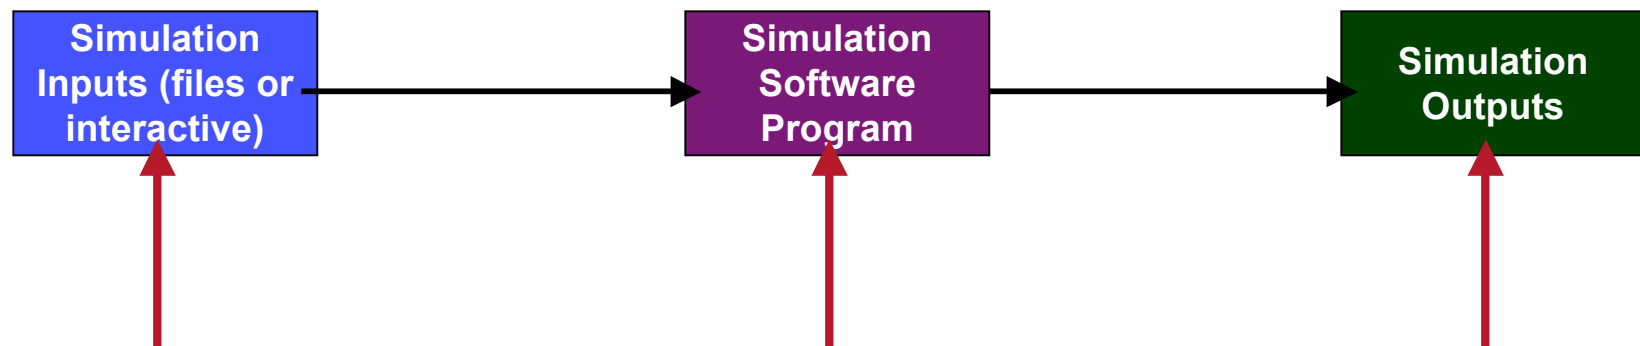 Simulation
Inputs (files or
interactive)
Simulation
Software
Program
Simulation
Outputs